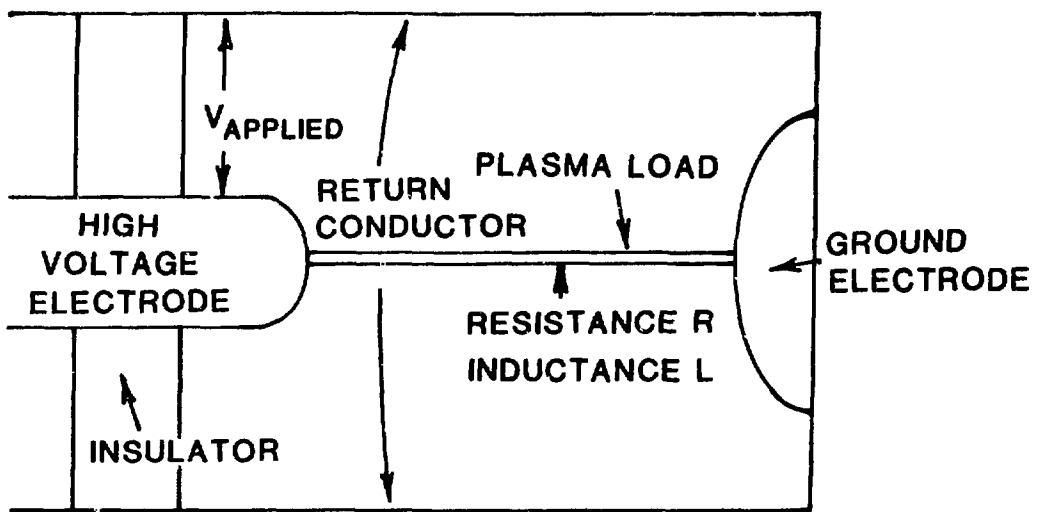 V APPLIED
HIGH
VOLTAGE
ELECTRODE
RETURN
CONDUCTOR
PLASMA LOAD
GROUND
ELECTRODE
RESISTANCE R
INDUCTANCE L
INSULATOR